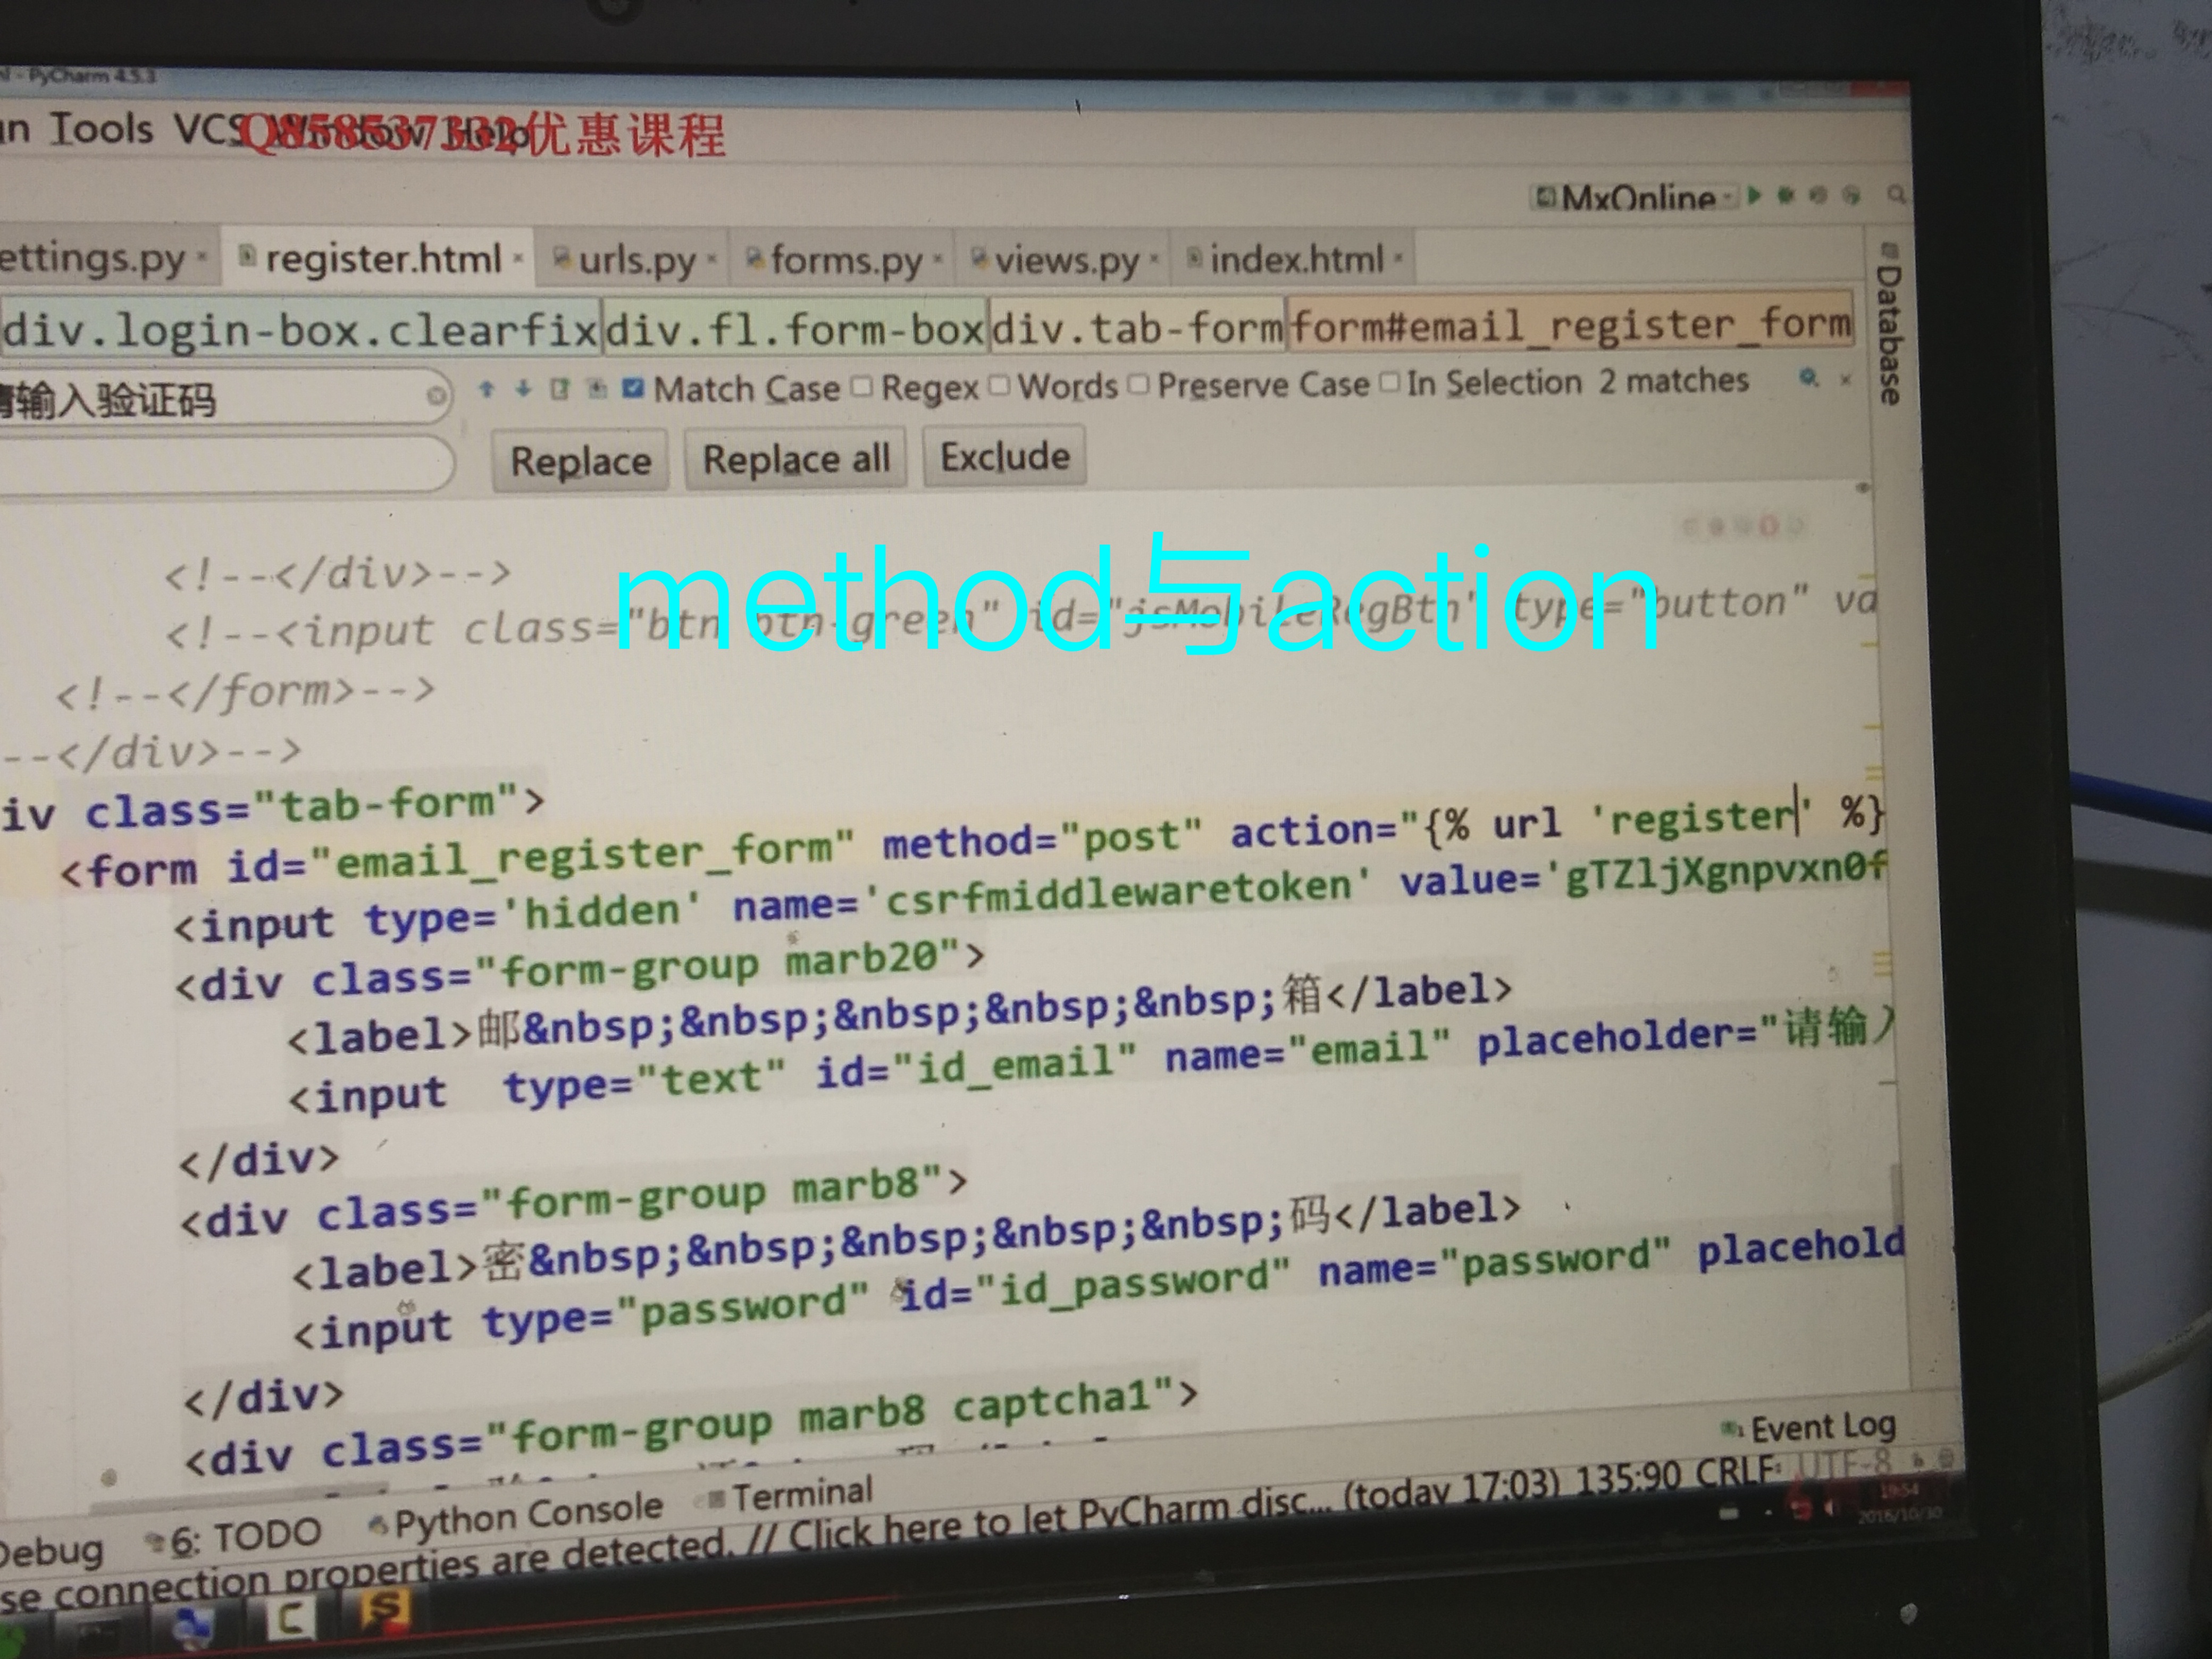 - PyCharm 4.5.3
Tools VCS Window Help
Q858537332优惠课程
MxOnline
ettings.py register.html urls.py forms.py views.py index.html
Database
div.login-box.clearfix div.fl.form-box div.tab-form form#email_register_form
请输入验证码 Match Case Regex Words Preserve Case In Selection 2 matches
Replace Replace all Exclude
method与action
<!--</div>-->
<!--<input class="btn btn-green" id="jsMobileRegBtn" type="button" va
<!--</form>-->
--</div>-->
iv class="tab-form">
<form id="email_register_form" method="post" action="{% url 'register' %}
<input type='hidden' name='csrfmiddlewaretoken' value='gTZljXgnpvxn0f
<div class="form-group marb20">
<label>邮&nbsp;&nbsp;&nbsp;&nbsp;&nbsp;箱</label>
<input type="text" id="id_email" name="email" placeholder="请输入
</div>
<div class="form-group marb8">
<label>密&nbsp;&nbsp;&nbsp;&nbsp;&nbsp;码</label>
<input type="password" id="id_password" name="password" placehold
</div>
<div class="form-group marb8 captcha1">
Event Log
Debug 6: TODO Python Console Terminal
se connection properties are detected. // Click here to let PyCharm disc... (today 17:03) 135:90 CRLF UTF-8
19:54
2016/10/30